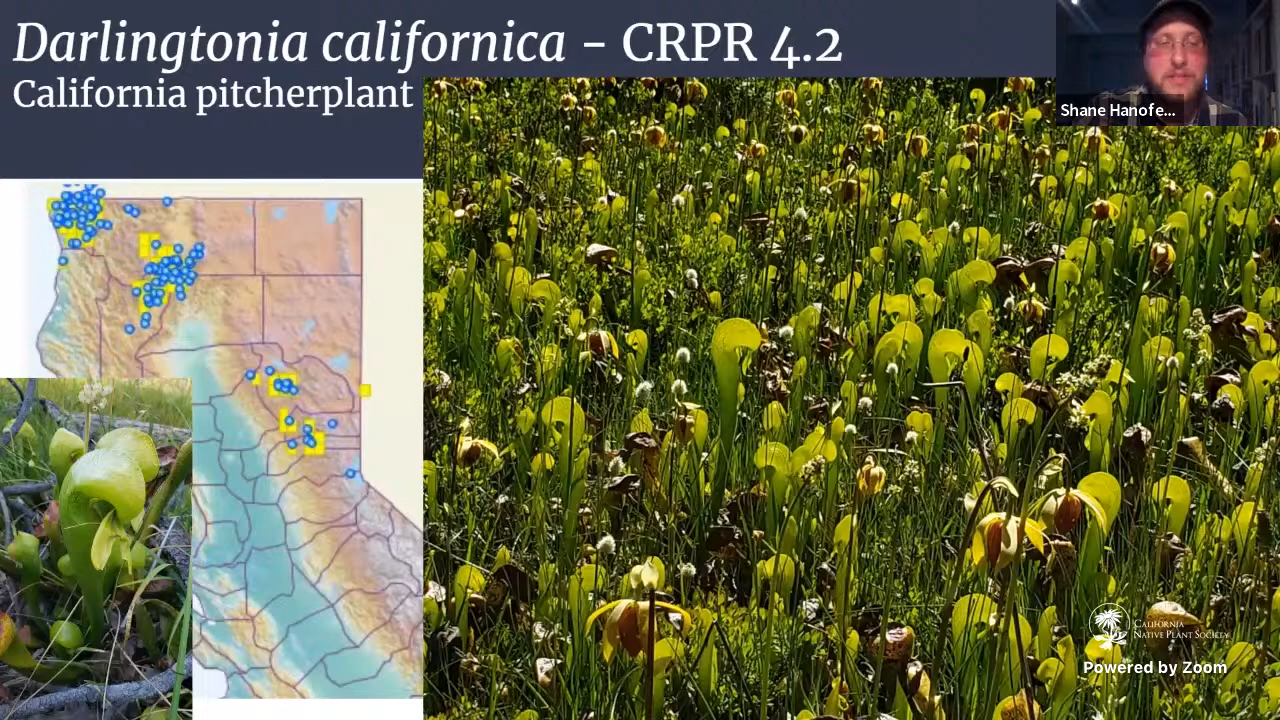 Darlingtonia californica - CRPR 4.2
California pitcherplant
Shane Hanofe...
CALIFORNIA
NATIVE PLANT SOCIETY
Powered by Zoom